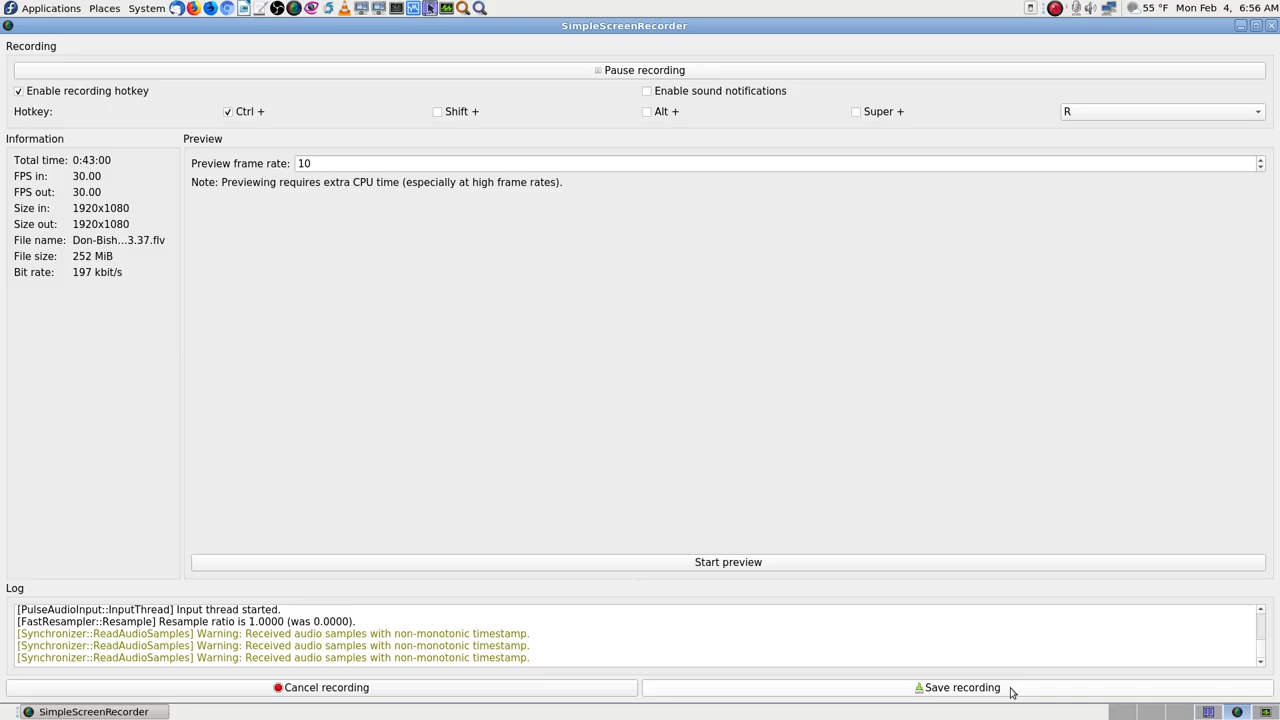 Applications Places System 55 °F Mon Feb 4, 6:56 AM
SimpleScreenRecorder
Recording
Pause recording
Enable recording hotkey Enable sound notifications
Hotkey: Ctrl + Shift + Alt + Super + R
Information Preview
Total time: 0:43:00
FPS in: 30.00
FPS out: 30.00
Size in: 1920x1080
Size out: 1920x1080
File name: Don-Bish...3.37.flv
File size: 252 MiB
Bit rate: 197 kbit/s
Preview frame rate: 10
Note: Previewing requires extra CPU time (especially at high frame rates).
Start preview
Log
[PulseAudioInput::InputThread] Input thread started.
[FastResampler::Resample] Resample ratio is 1.0000 (was 0.0000).
[Synchronizer::ReadAudioSamples] Warning: Received audio samples with non-monotonic timestamp.
[Synchronizer::ReadAudioSamples] Warning: Received audio samples with non-monotonic timestamp.
[Synchronizer::ReadAudioSamples] Warning: Received audio samples with non-monotonic timestamp.
Cancel recording Save recording
SimpleScreenRecorder